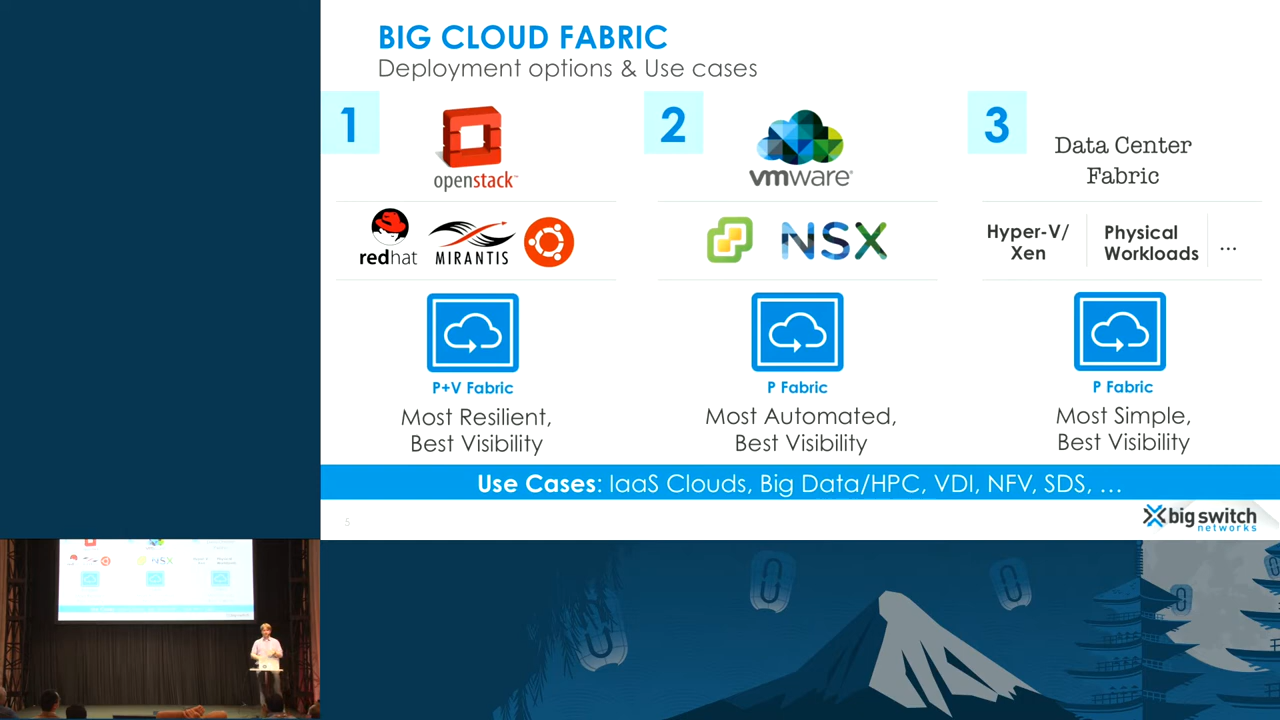 BIG CLOUD FABRIC
Deployment options & Use cases
1
openstack™
redhat
MIRANTIS
P+V Fabric
Most Resilient,
Best Visibility
2
vmware®
NSX
P Fabric
Most Automated,
Best Visibility
3
Data Center
Fabric
Hyper-V/
Xen
Physical
Workloads
...
P Fabric
Most Simple,
Best Visibility
Use Cases: IaaS Clouds, Big Data/HPC, VDI, NFV, SDS, ...
5
big switch
networks